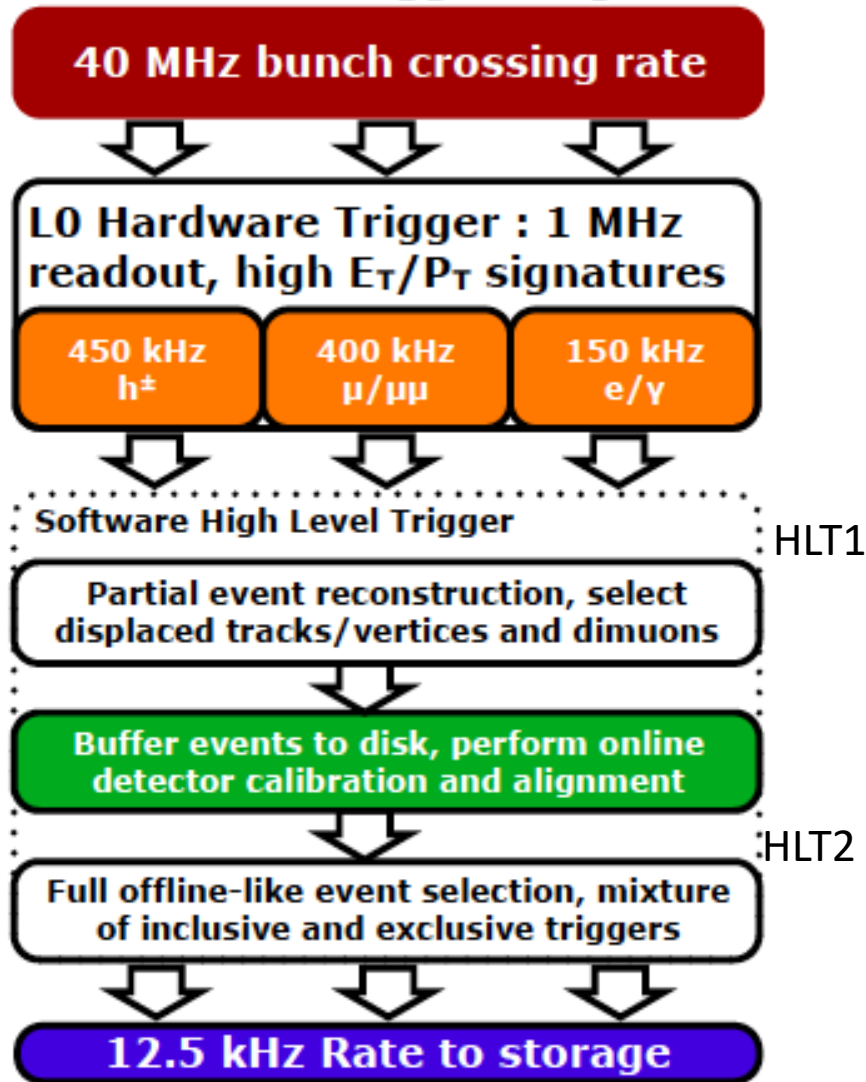 40 MHz bunch crossing rate
L0 Hardware Trigger : 1 MHz
readout, high Eᴛ/Pᴛ signatures
450 kHz
h±
400 kHz
μ/μμ
150 kHz
e/γ
Software High Level Trigger
HLT1
Partial event reconstruction, select
displaced tracks/vertices and dimuons
Buffer events to disk, perform online
detector calibration and alignment
HLT2
Full offline-like event selection, mixture
of inclusive and exclusive triggers
12.5 kHz Rate to storage